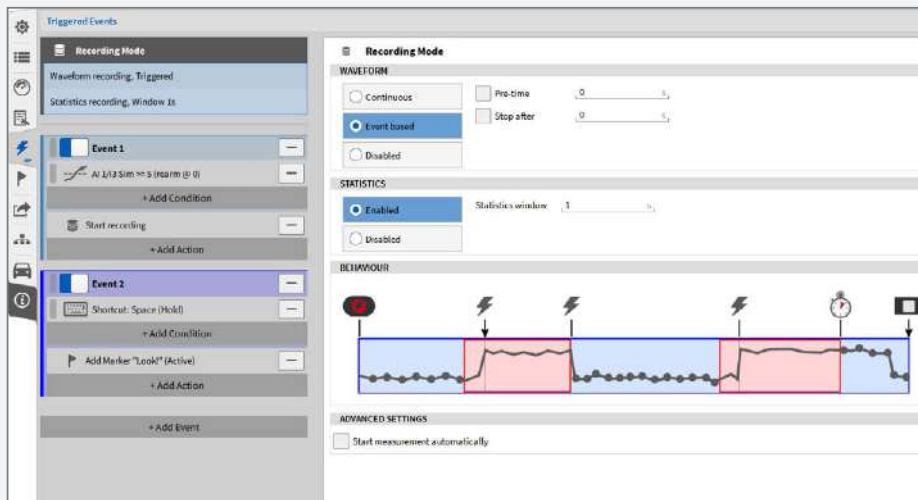 Triggered Events
Recording Mode
Waveform recording, Triggered
Statistics recording, Window 1s
Event 1
AI 1/I3 Sim >= 5 (rearm @ 0)
+ Add Condition
Start recording
+ Add Action
Event 2
Shortcut: Space (Hold)
+ Add Condition
Add Marker "Look!" (Active)
+ Add Action
+ Add Event
Recording Mode
WAVEFORM
Continuous
Event based
Disabled
Pre-time 0 s
Stop after 0 s
STATISTICS
Enabled
Disabled
Statistics window 1 s
BEHAVIOUR
ADVANCED SETTINGS
Start measurement automatically